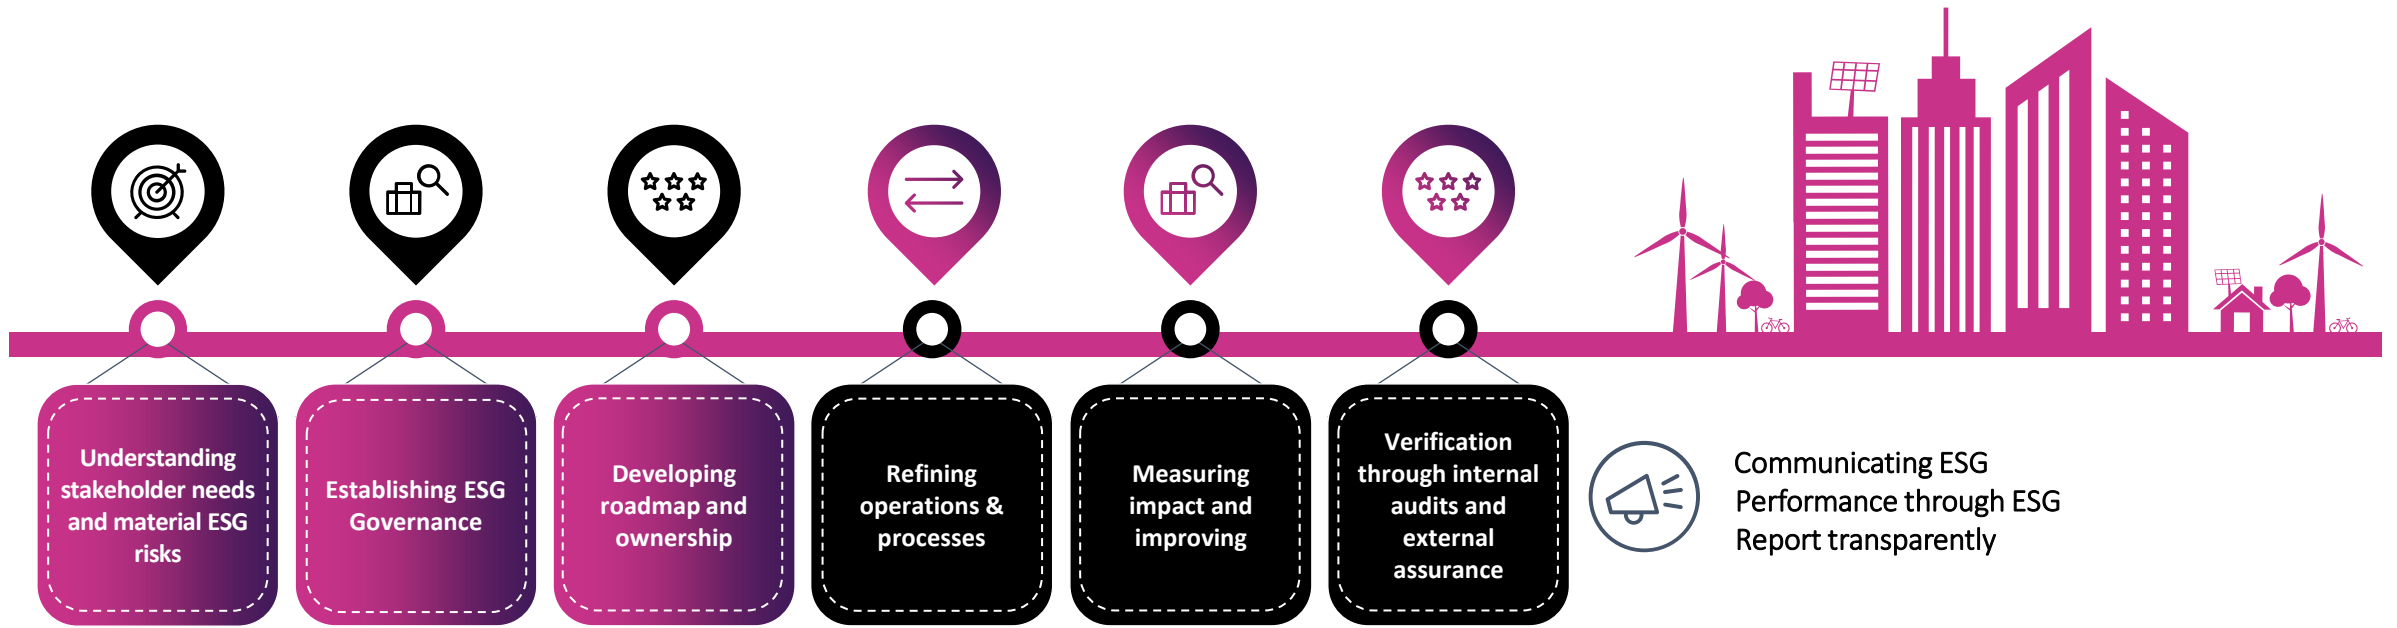 Understanding
stakeholder needs
and material ESG
risks
Establishing ESG
Governance
Developing
roadmap and
ownership
Refining
operations &
processes
Measuring
impact and
improving
Verification
through internal
audits and
external
assurance
Communicating ESG
Performance through ESG
Report transparently